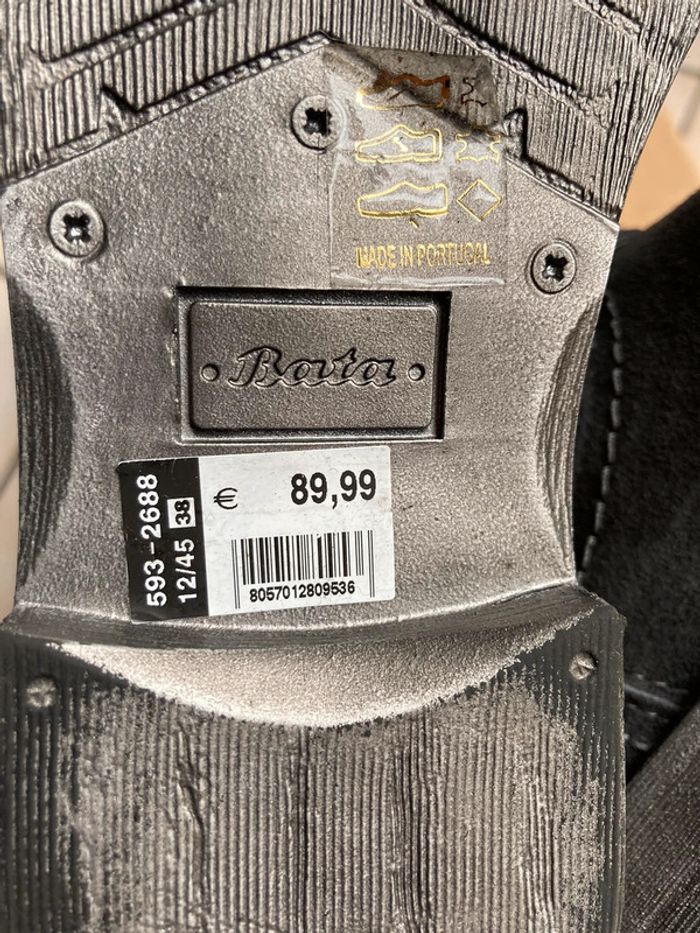 MADE IN PORTUGAL
Bata
593-2688
12/45 38
€ 89,99
8057012809536